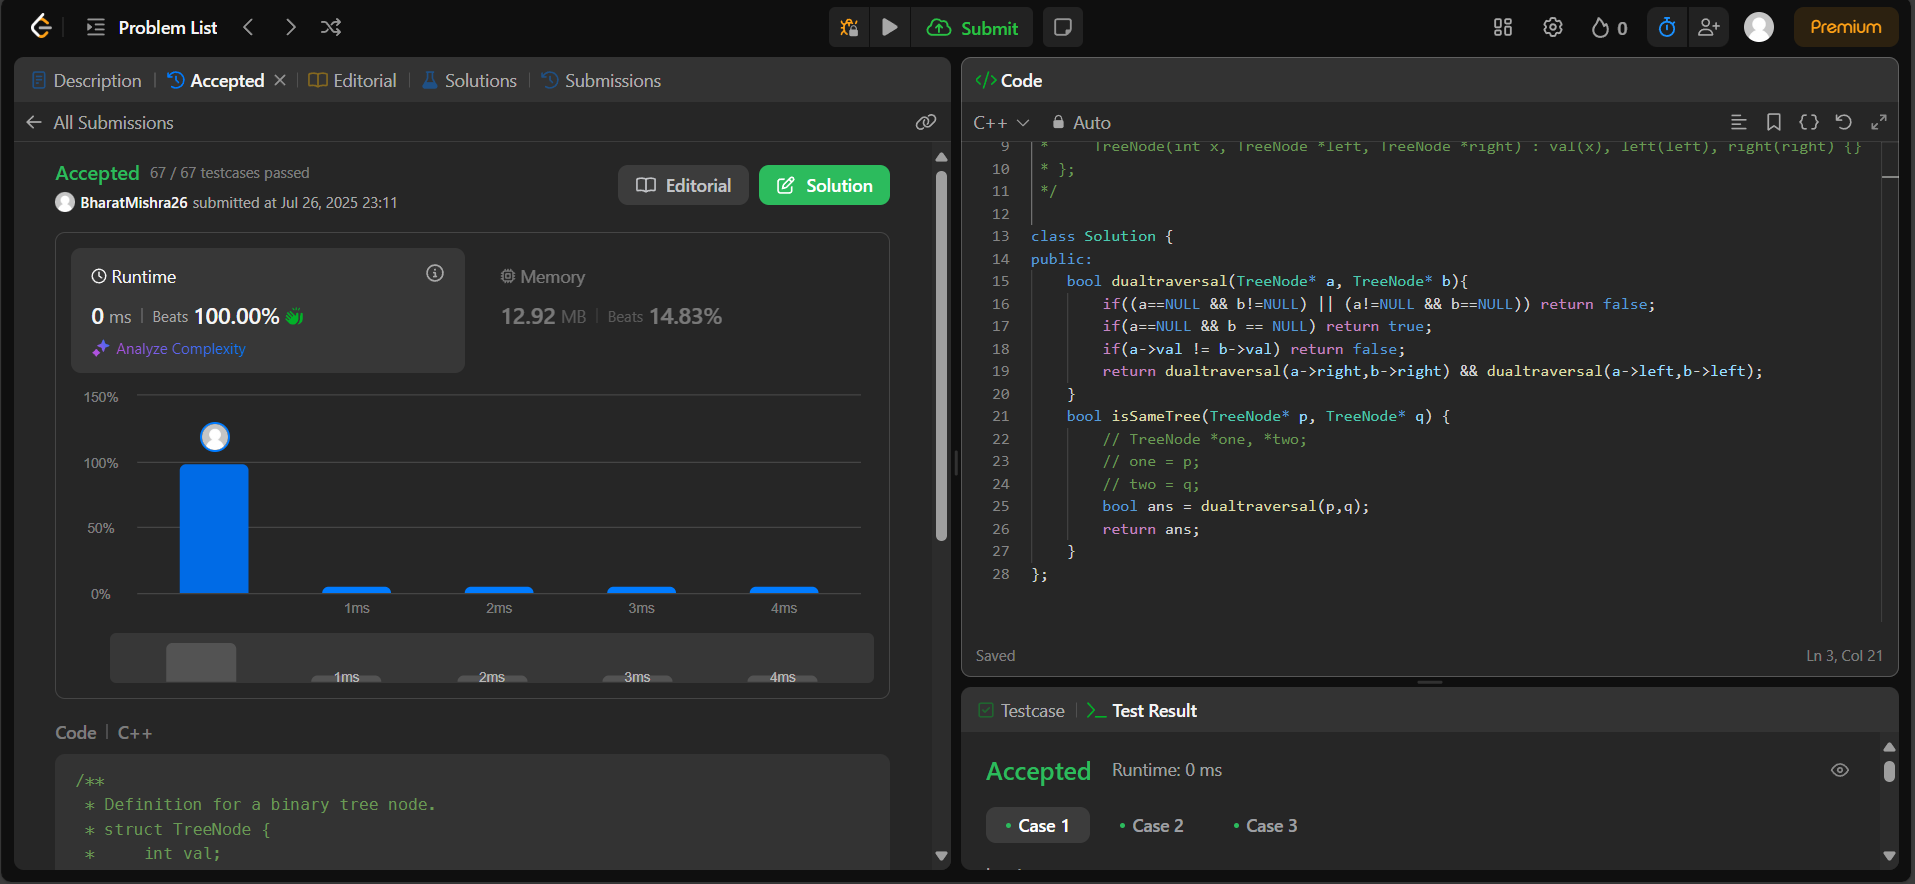 Problem List
Submit
0
Premium
Description
Accepted
Editorial
Solutions
Submissions
All Submissions
Accepted 67 / 67 testcases passed
BharatMishra26 submitted at Jul 26, 2025 23:11
Editorial
Solution
Runtime
0 ms | Beats 100.00%
Analyze Complexity
Memory
12.92 MB | Beats 14.83%
150%
100%
50%
0%
1ms 2ms 3ms 4ms
1ms 2ms 3ms 4ms
Code | C++
/**
* Definition for a binary tree node.
* struct TreeNode {
*     int val;
</> Code
C++ Auto
9 *     TreeNode(int x, TreeNode *left, TreeNode *right) : val(x), left(left), right(right) {}
10 * };
11 */
12
13 class Solution {
14 public:
15     bool dualtraversal(TreeNode* a, TreeNode* b){
16         if((a==NULL && b!=NULL) || (a!=NULL && b==NULL)) return false;
17         if(a==NULL && b == NULL) return true;
18         if(a->val != b->val) return false;
19         return dualtraversal(a->right,b->right) && dualtraversal(a->left,b->left);
20     }
21     bool isSameTree(TreeNode* p, TreeNode* q) {
22         // TreeNode *one, *two;
23         // one = p;
24         // two = q;
25         bool ans = dualtraversal(p,q);
26         return ans;
27     }
28 };
Saved
Ln 3, Col 21
Testcase
Test Result
Accepted Runtime: 0 ms
Case 1
Case 2
Case 3